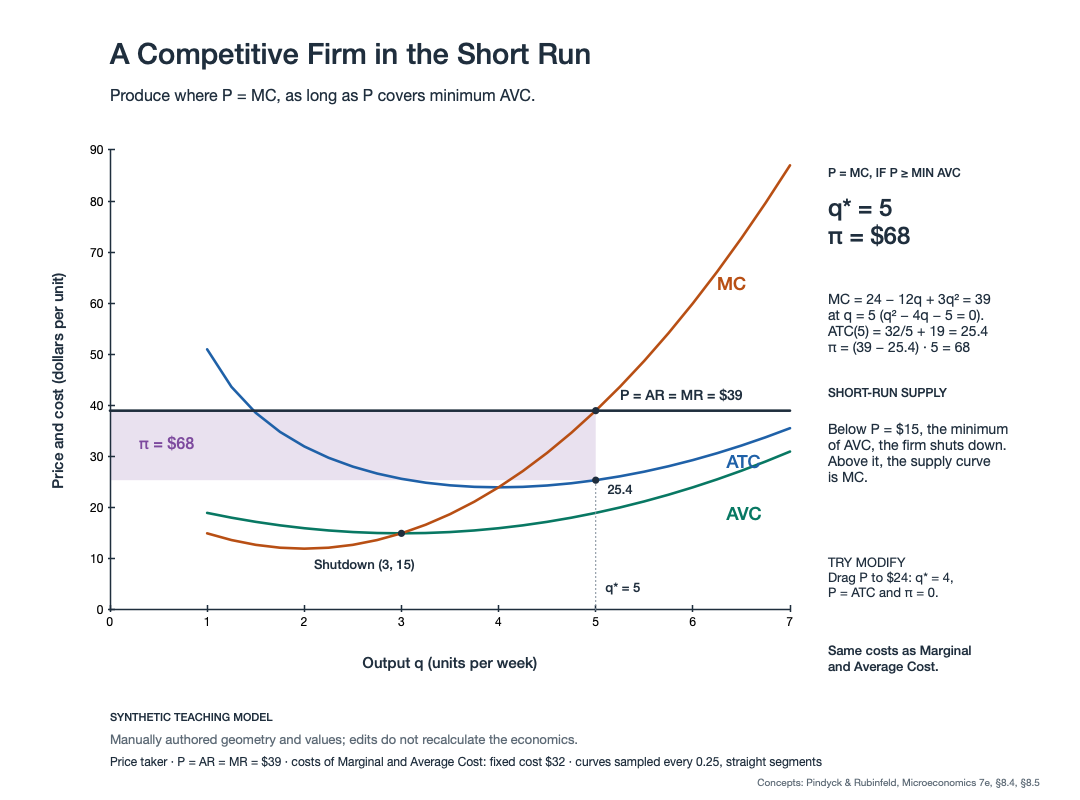 A Competitive Firm in the Short Run
Produce where P = MC, as long as P covers minimum AVC.
Price and cost (dollars per unit)
90
80
70
60
50
40
30
20
10
0
0
1
2
3
4
5
6
7
Output q (units per week)
MC
P = AR = MR = $39
π = $68
ATC
25.4
AVC
Shutdown (3, 15)
q* = 5
P = MC, IF P ≥ MIN AVC
q* = 5
π = $68
MC = 24 − 12q + 3q² = 39
at q = 5 (q² − 4q − 5 = 0).
ATC(5) = 32/5 + 19 = 25.4
π = (39 − 25.4) · 5 = 68
SHORT-RUN SUPPLY
Below P = $15, the minimum
of AVC, the firm shuts down.
Above it, the supply curve
is MC.
TRY MODIFY
Drag P to $24: q* = 4,
P = ATC and π = 0.
Same costs as Marginal
and Average Cost.
SYNTHETIC TEACHING MODEL
Manually authored geometry and values; edits do not recalculate the economics.
Price taker · P = AR = MR = $39 · costs of Marginal and Average Cost: fixed cost $32 · curves sampled every 0.25, straight segments
Concepts: Pindyck & Rubinfeld, Microeconomics 7e, §8.4, §8.5